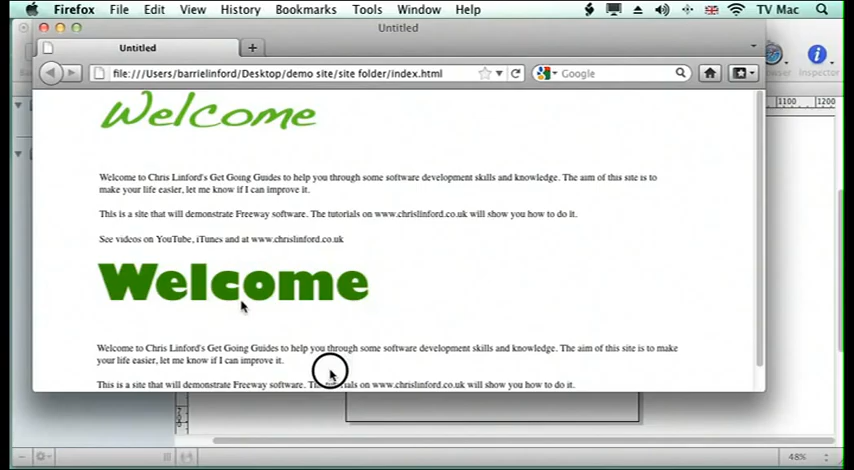 Firefox File Edit View History Bookmarks Tools Window Help TV Mac
Untitled
Untitled
file:///Users/barrielinford/Desktop/demo site/site folder/index.html
Google
Inspector
1100 1200
Welcome
Welcome to Chris Linford's Get Going Guides to help you through some software development skills and knowledge. The aim of this site is to
make your life easier, let me know if I can improve it.
This is a site that will demonstrate Freeway software. The tutorials on www.chrislinford.co.uk will show you how to do it.
See videos on YouTube, iTunes and at www.chrislinford.co.uk
Welcome
Welcome to Chris Linford's Get Going Guides to help you through some software development skills and knowledge. The aim of this site is to make
your life easier, let me know if I can improve it.
This is a site that will demonstrate Freeway software. The tutorials on www.chrislinford.co.uk will show you how to do it.
48%